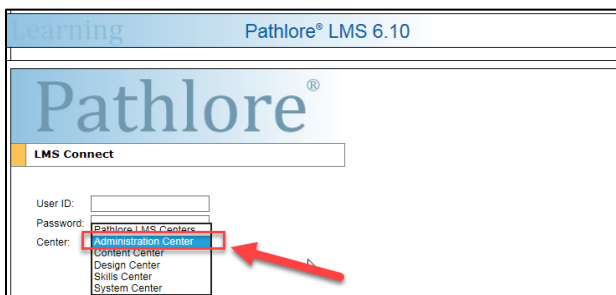 Learning
Pathlore® LMS 6.10
Pathlore®
LMS Connect
User ID:
Password:
Pathlore LMS Centers
Center:
Administration Center
Content Center
Design Center
Skills Center
System Center